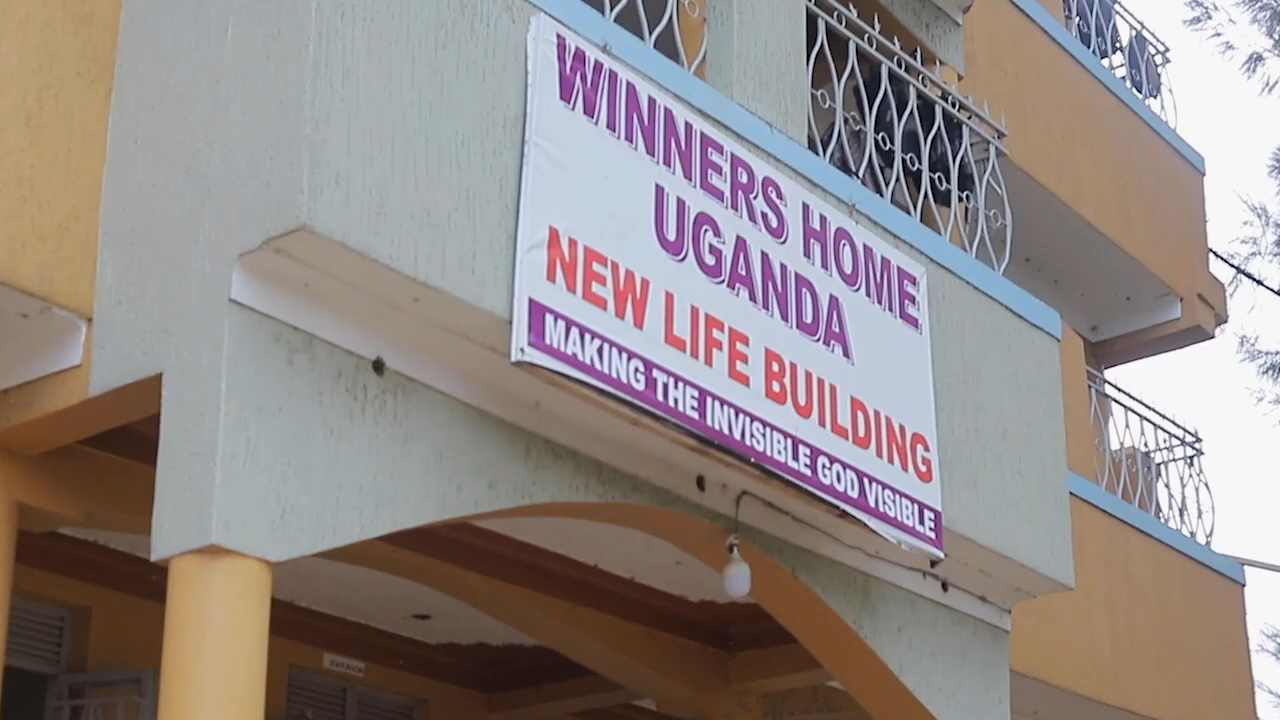 WINNERS HOME
UGANDA
NEW LIFE BUILDING
MAKING THE INVISIBLE GOD VISIBLE